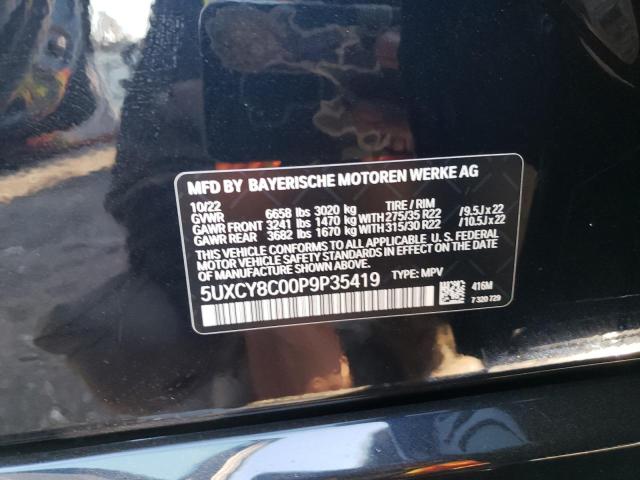 MFD BY BAYERISCHE MOTOREN WERKE AG
10/22 TIRE / RIM
GVWR 6658 lbs 3020 kg
GAWR FRONT 3241 lbs 1470 kg WITH 275/35 R22 /9.5J x 22
GAWR REAR 3682 lbs 1670 kg WITH 315/30 R22 /10.5J x 22
THIS VEHICLE CONFORMS TO ALL APPLICABLE FEDERAL
MOTOR VEHICLE SAFETY STANDARDS IN EFFECT ON THE
DATE OF MANUFACTURE SHOWN ABOVE.
5UXCY8C00P9P35419 TYPE: MPV
416M
7 320 729